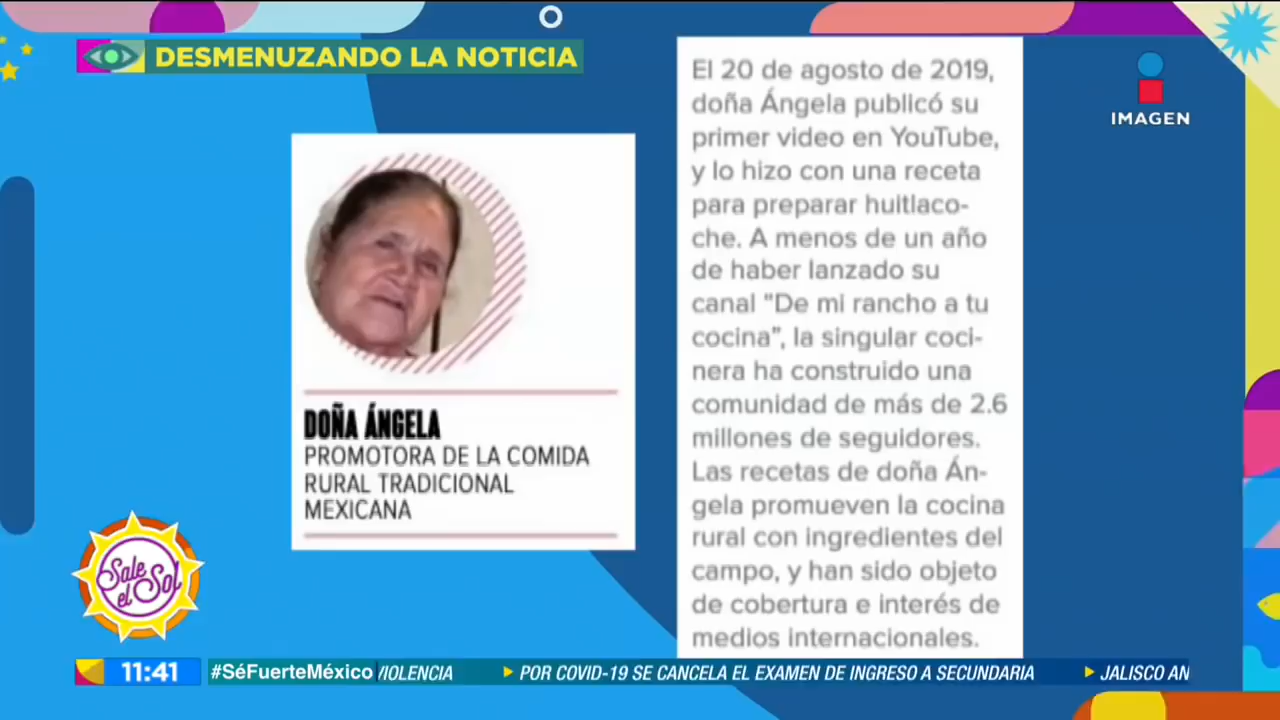 DESMENUZANDO LA NOTICIA
IMAGEN
DOÑA ÁNGELA
PROMOTORA DE LA COMIDA
RURAL TRADICIONAL
MEXICANA
El 20 de agosto de 2019,
doña Ángela publicó su
primer video en YouTube,
y lo hizo con una receta
para preparar huitlaco-
che. A menos de un año
de haber lanzado su
canal "De mi rancho a tu
cocina", la singular coci-
nera ha construido una
comunidad de más de 2.6
millones de seguidores.
Las recetas de doña Án-
gela promueven la cocina
rural con ingredientes del
campo, y han sido objeto
de cobertura e interés de
medios internacionales.
Sale
el Sol
11:41 #SéFuerteMéxico VIOLENCIA POR COVID-19 SE CANCELA EL EXAMEN DE INGRESO A SECUNDARIA JALISCO AN